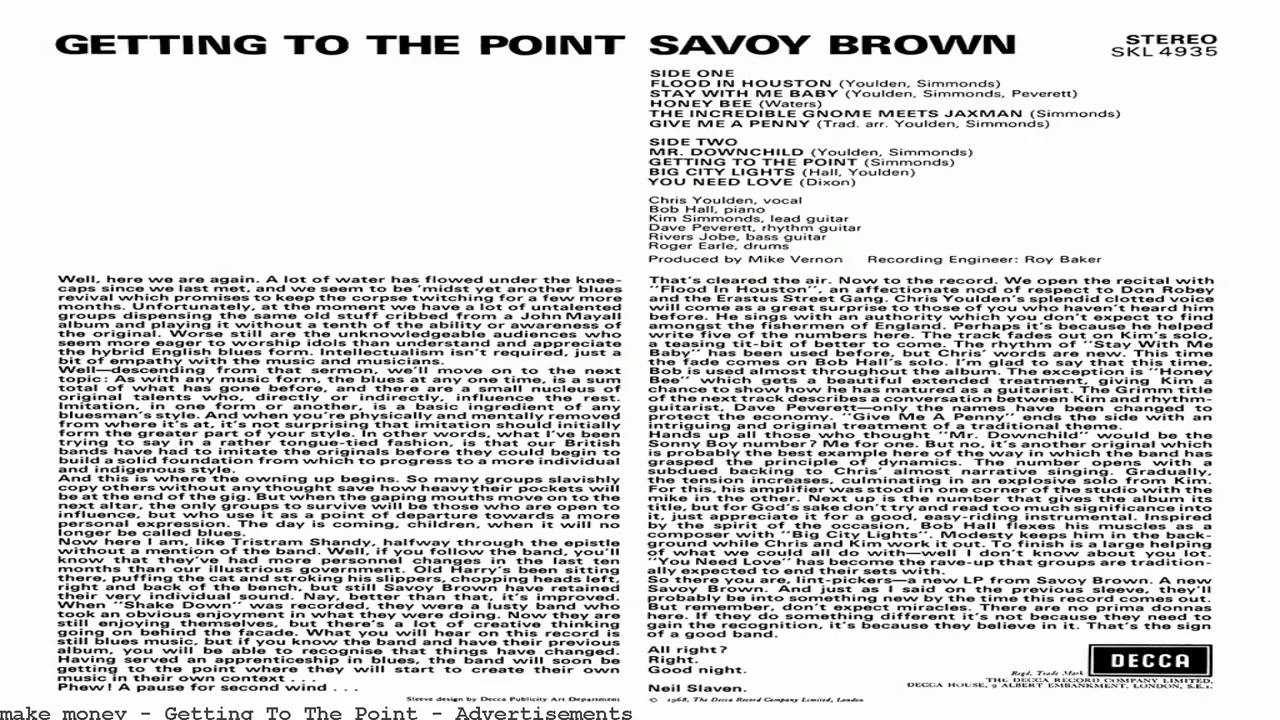 GETTING TO THE POINT SAVOY BROWN
STEREO
SKL 4935
SIDE ONE
FLOOD IN HOUSTON (Youlden, Simmonds)
STAY WITH ME BABY (Youlden, Simmonds, Peverett)
HONEY BEE (Waters)
THE INCREDIBLE GNOME MEETS JAXMAN (Simmonds)
GIVE ME A PENNY (Trad. arr. Youlden, Simmonds)
SIDE TWO
MR. DOWNCHILD (Youlden, Simmonds)
GETTING TO THE POINT (Simmonds)
BIG CITY LIGHTS (Hall, Youlden)
YOU NEED LOVE (Dixon)
Chris Youlden, vocal
Bob Hall, piano
Kim Simmonds, lead guitar
Dave Peverett, rhythm guitar
Rivers Jobe, bass guitar
Roger Earle, drums
Produced by Mike Vernon Recording Engineer: Roy Baker
Well, here we are again. A lot of water has flowed under the knee-
caps since we last met, and we seem to be 'midst yet another blues
revival which promises to keep the corpse twitching for a few more
months. Unfortunately, at the moment we have a lot of untalented
groups dispensing the same old stuff cribbed from a John Mayall
album and playing it without a tenth of the ability or awareness of
the original. Worse still are the unknowledgeable audiences who
seem more eager to worship idols than understand and appreciate
the hybrid English blues form. Intellectualism isn't required, just a
bit of empathy with the music and musicians.
Well—descending from that sermon, we'll move on to the next
topic: As with any music form, the blues at any one time, is a sum
total of what has gone before, and there are a small nucleus of
original talents who, directly or indirectly, influence the rest.
Imitation, in one form or another, is a basic ingredient of any
bluesman's style. And when you're physically and mentally removed
from where it's at, it's not surprising that imitation should initially
form the greater part of your style. In other words, what I've been
trying to say in a rather tongue-tied fashion, is that our British
bands have had to imitate the originals before they could begin to
build a solid foundation from which to progress to a more individual
and indigenous style.
And this is where the owning up begins. So many groups slavishly
copy others without any thought save how heavy their pockets will
be at the end of the gig. But when the gaping mouths move on to the
next altar, the only groups to survive will be those who are open to
influence, but who use it as a point of departure towards a more
personal expression. The day is coming, children, when it will no
longer be called blues.
Now here I am, like Tristram Shandy, halfway through the epistle
without a mention of the band. Well, if you follow the band, you'll
know that they've had more personnel changes in the last ten
months than our illustrious government. Old Harry's been sitting
there, puffing the cat and stroking his slippers, chopping heads left,
right and back of the bench, but still Savoy Brown have retained
their very individual sound. Nay, better than that, it's improved.
When "Shake Down" was recorded, they were a lusty band who
took an obvious enjoyment in what they were doing. Now they are
still enjoying themselves, but there's a lot of creative thinking
going on behind the facade. What you will hear on this record is
still blues music, but if you know the band and have their previous
album, you will be able to recognise that things have changed.
Having served an apprenticeship in blues, the band will soon be
getting to the point where they will start to create their own
music in their own context . . .
Phew! A pause for second wind . . .
Sleeve design by Decca Publicity Art Department
That's cleared the air. Now to the record. We open the recital with
"Flood In Houston", an affectionate nod of respect to Don Robey
and the Erastus Street Gang. Chris Youlden's splendid clotted voice
will come as a great surprise to those of you who haven't heard him
before. He sings with an authority which you don't expect to find
amongst the fishermen of England. Perhaps it's because he helped
write five of the numbers here. The track fades out on Kim's solo,
a teasing tit-bit of better to come. The rhythm of "Stay With Me
Baby" has been used before, but Chris' words are new. This time
the fade comes on Bob Hall's solo. I'm glad to say that this time,
Bob is used almost throughout the album. The exception is "Honey
Bee" which gets a beautiful extended treatment, giving Kim a
chance to show how he has matured as a guitarist. The Grimm title
of the next track describes a conversation between Kim and rhythm-
guitarist, Dave Peverett—only the names have been changed to
protect the economy. "Give Me A Penny" ends the side with an
intriguing and original treatment of a traditional theme.
Hands up all those who thought "Mr. Downchild" would be the
Sonny Boy number? Me for one. But no, it's another original which
is probably the best example here of the way in which the band has
grasped the principle of dynamics. The number opens with a
subdued backing to Chris' almost narrative singing. Gradually,
the tension increases, culminating in an explosive solo from Kim.
For this, his amplifier was stood in one corner of the studio with the
mike in the other. Next up is the number that gives the album its
title, but for God's sake don't try and read too much significance into
it, just appreciate it for a good, easy-riding instrumental. Inspired
by the spirit of the occasion, Bob Hall flexes his muscles as a
composer with "Big City Lights". Modesty keeps him in the back-
ground while Chris and Kim work it out. To finish is a large helping
of what we could all do with—well I don't know about you lot.
"You Need Love" has become the rave-up that groups are tradition-
ally expected to end their sets with.
So there you are, lint-pickers—a new LP from Savoy Brown. A new
Savoy Brown. And just as I said on the previous sleeve, they'll
probably be into something new by the time this record comes out.
But remember, don't expect miracles. There are no prima donnas
here. If they do something different it's not because they need to
gain the recognition, it's because they believe in it. That's the sign
of a good band.
All right?
Right.
Good night.
Neil Slaven.
DECCA
Regd. Trade Mark
THE DECCA RECORD COMPANY LIMITED,
DECCA HOUSE, 9 ALBERT EMBANKMENT, LONDON, S.E.1.
© 1968, The Decca Record Company Limited, London
make money - Getting To The Point - Advertisements